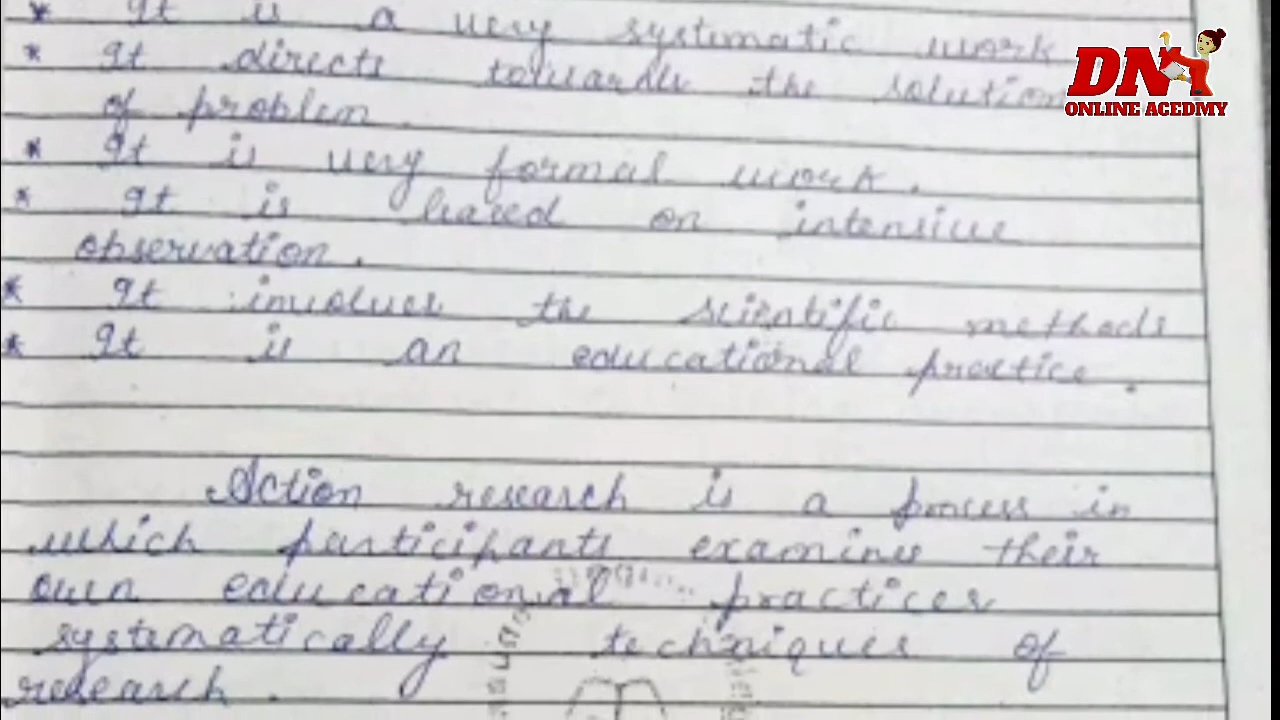 * It is a very systematic work
* It directs towards the solution
of problem.
* It is very formal work.
* It is based on intensive
observation.
* It involves the scientific methods
* It is an educational practice.
Action research is a process in
which participants examines their
own educational practices
systematically techniques of
research.
DN
ONLINE ACEDMY